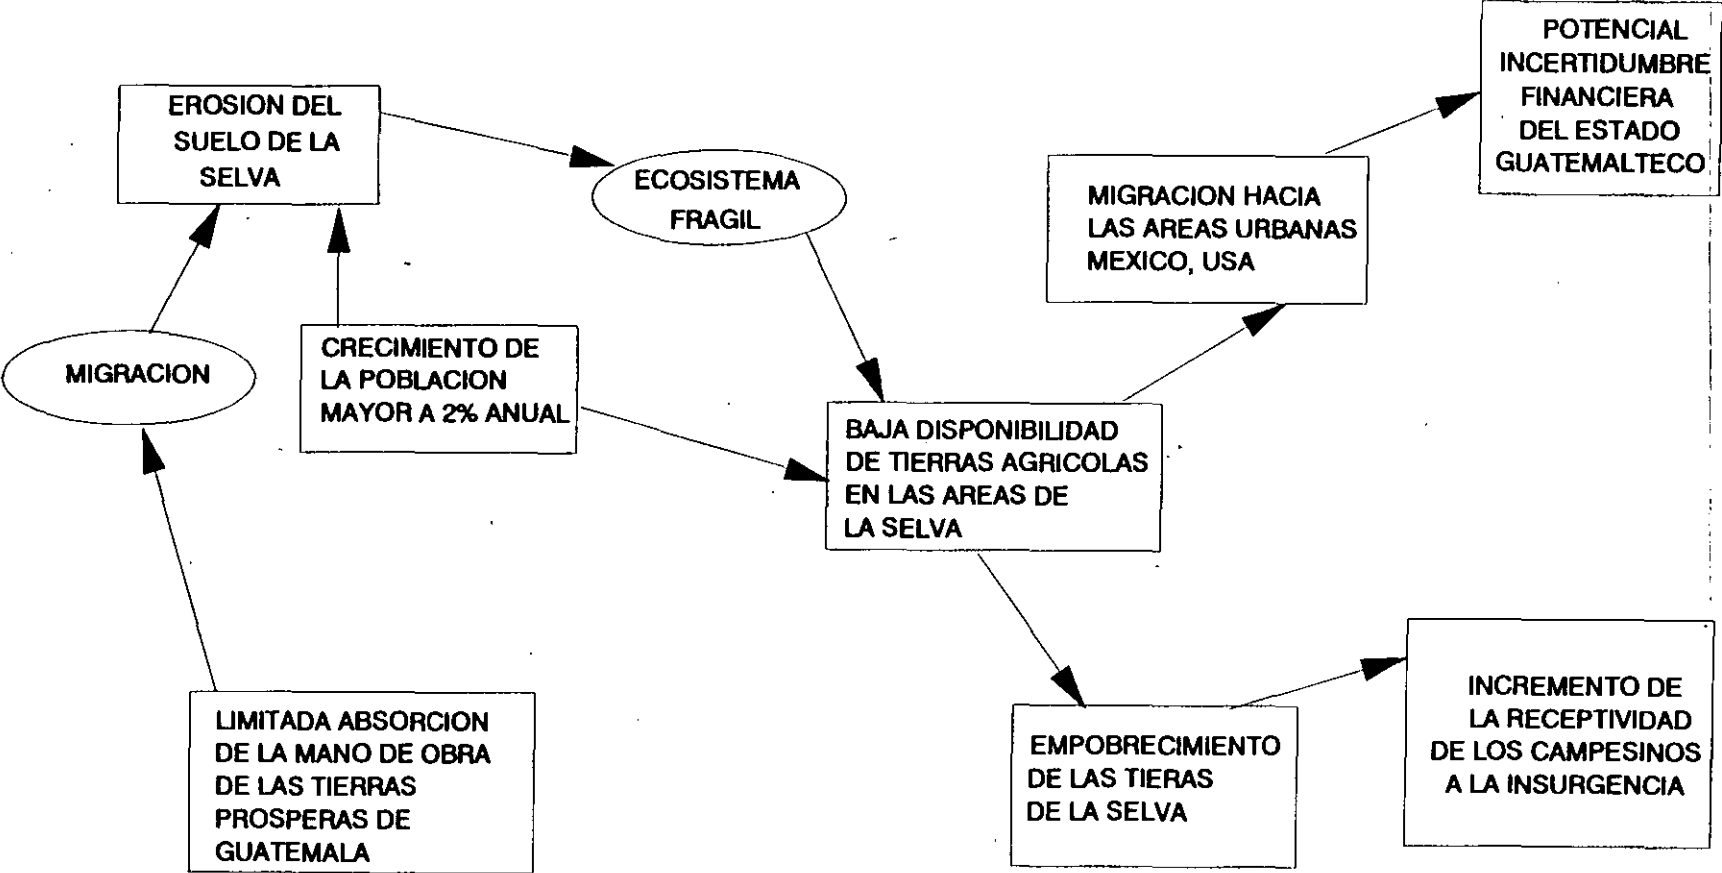 POTENCIAL
INCERTIDUMBRE
FINANCIERA
DEL ESTADO
GUATEMALTECO
EROSION DEL
SUELO DE LA
SELVA
ECOSISTEMA
FRAGIL
MIGRACION HACIA
LAS AREAS URBANAS
MEXICO, USA
MIGRACION
CRECIMIENTO DE
LA POBLACION
MAYOR A 2% ANUAL
BAJA DISPONIBILIDAD
DE TIERRAS AGRICOLAS
EN LAS AREAS DE
LA SELVA
LIMITADA ABSORCION
DE LA MANO DE OBRA
DE LAS TIERRAS
PROSPERAS DE
GUATEMALA
EMPOBRECIMIENTO
DE LAS TIERAS
DE LA SELVA
INCREMENTO DE
LA RECEPTIVIDAD
DE LOS CAMPESINOS
A LA INSURGENCIA